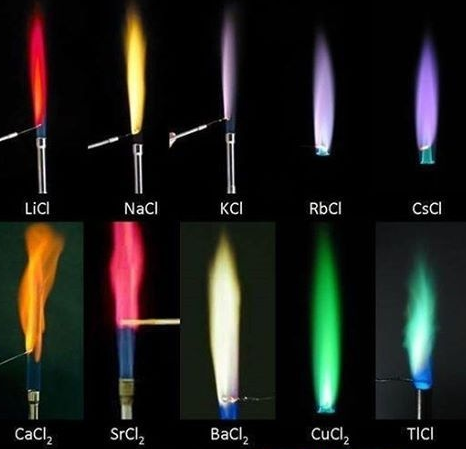 LiCl NaCl KCl RbCl CsCl
CaCl₂ SrCl₂ BaCl₂ CuCl₂ TlCl